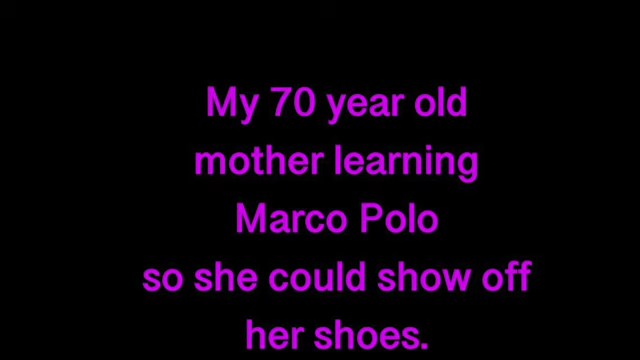 My 70 year old
mother learning
Marco Polo
so she could show off
her shoes.